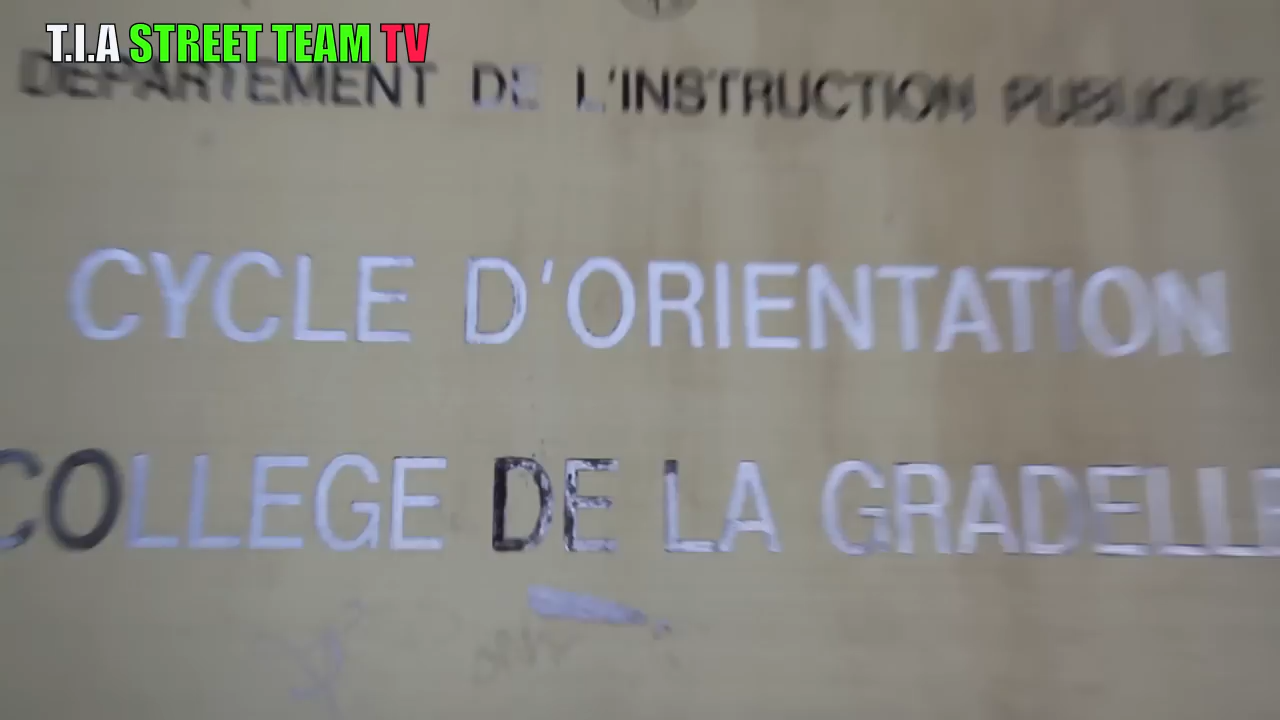 T.I.A STREET TEAM TV
DEPARTEMENT DE L'INSTRUCTION PUBLIQUE
CYCLE D'ORIENTATION
COLLEGE DE LA GRADELLE